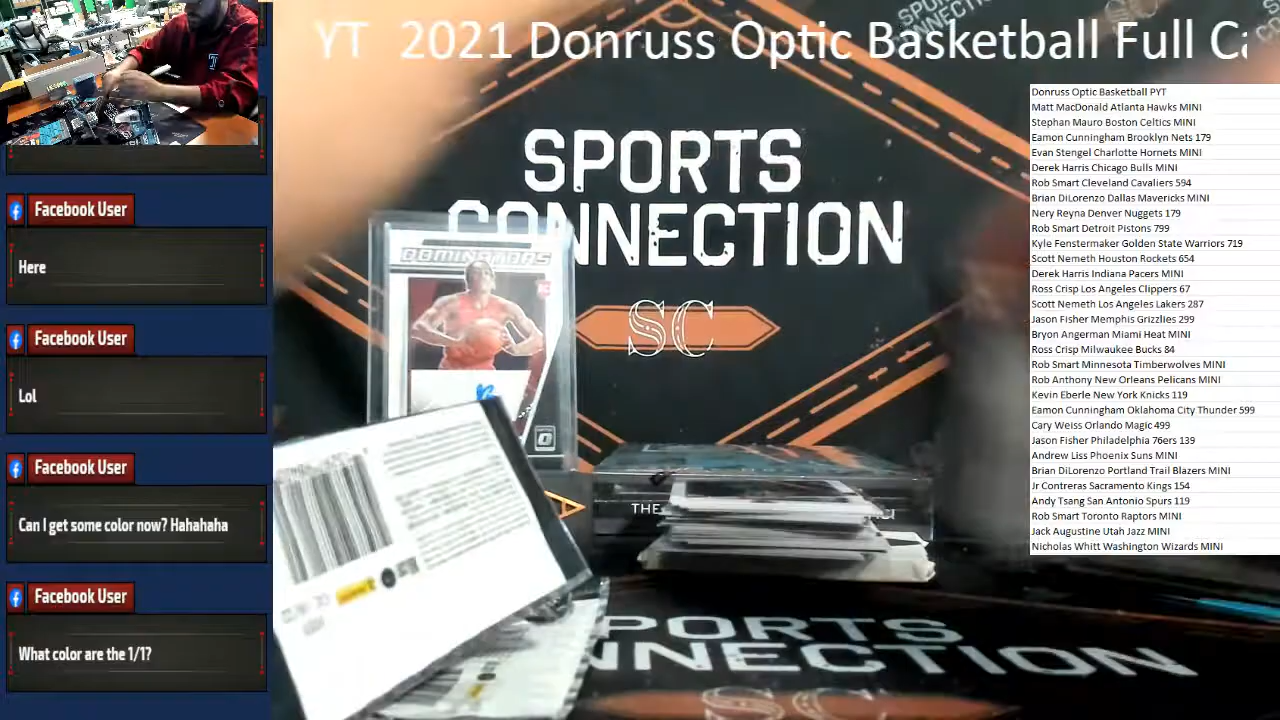 YT 2021 Donruss Optic Basketball Full Ca
CONNECTION
Facebook User
Here
Facebook User
Lol
Facebook User
Can I get some color now? Hahahaha
Facebook User
What color are the 1/1?
SPORTS
CONNECTION
SC
DOMINATORS
THE
PORTS
NNECTION
SC
Donruss Optic Basketball PYT
Matt MacDonald Atlanta Hawks MINI
Stephan Mauro Boston Celtics MINI
Eamon Cunningham Brooklyn Nets 179
Evan Stengel Charlotte Hornets MINI
Derek Harris Chicago Bulls MINI
Rob Smart Cleveland Cavaliers 594
Brian DiLorenzo Dallas Mavericks MINI
Nery Reyna Denver Nuggets 179
Rob Smart Detroit Pistons 799
Kyle Fenstermaker Golden State Warriors 719
Scott Nemeth Houston Rockets 654
Derek Harris Indiana Pacers MINI
Ross Crisp Los Angeles Clippers 67
Scott Nemeth Los Angeles Lakers 287
Jason Fisher Memphis Grizzlies 299
Bryon Angerman Miami Heat MINI
Ross Crisp Milwaukee Bucks 84
Rob Smart Minnesota Timberwolves MINI
Rob Anthony New Orleans Pelicans MINI
Kevin Eberle New York Knicks 119
Eamon Cunningham Oklahoma City Thunder 599
Cary Weiss Orlando Magic 499
Jason Fisher Philadelphia 76ers 139
Andrew Liss Phoenix Suns MINI
Brian DiLorenzo Portland Trail Blazers MINI
Jr Contreras Sacramento Kings 154
Andy Tsang San Antonio Spurs 119
Rob Smart Toronto Raptors MINI
Jack Augustine Utah Jazz MINI
Nicholas Whitt Washington Wizards MINI